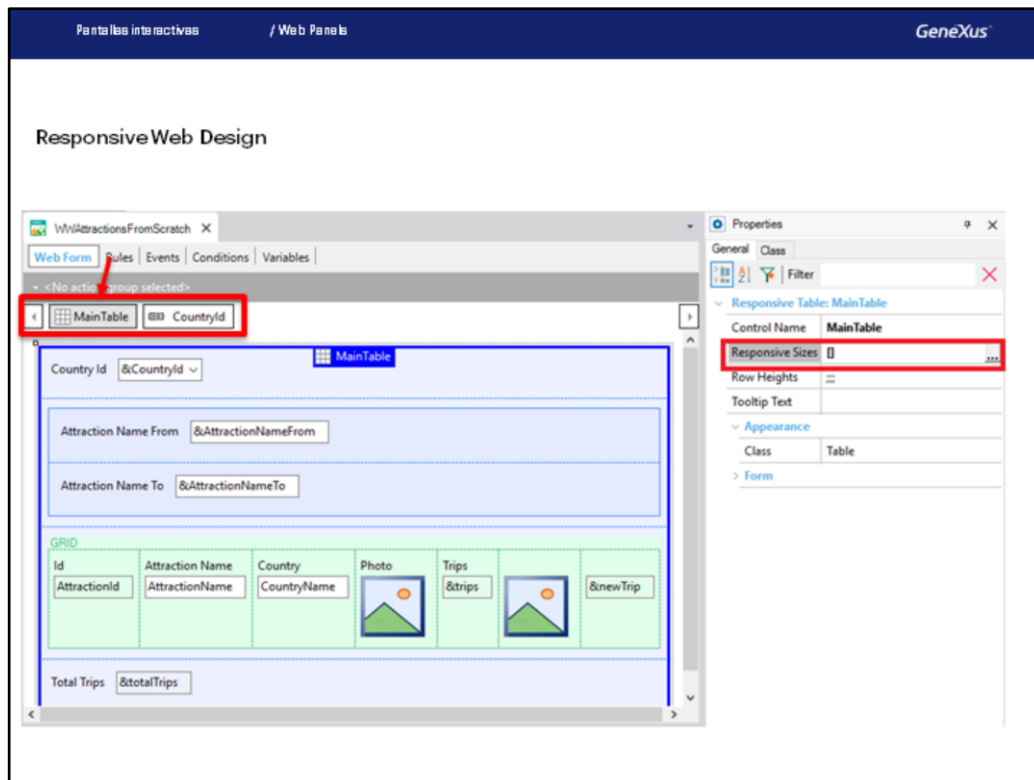 Pantallas interactivas / Web Panels GeneXus
Responsive Web Design
WWAttractionsFromScratch
Web Form Rules Events Conditions Variables
<No action group selected>
MainTable CountryId
MainTable
Country Id &CountryId
Attraction Name From &AttractionNameFrom
Attraction Name To &AttractionNameTo
GRID
Id Attraction Name Country Photo Trips
AttractionId AttractionName CountryName &trips &newTrip
Total Trips &totalTrips
Properties
General Class
Filter
Responsive Table: MainTable
Control Name MainTable
Responsive Sizes []
Row Heights ;;;
Tooltip Text
Appearance
Class Table
Form